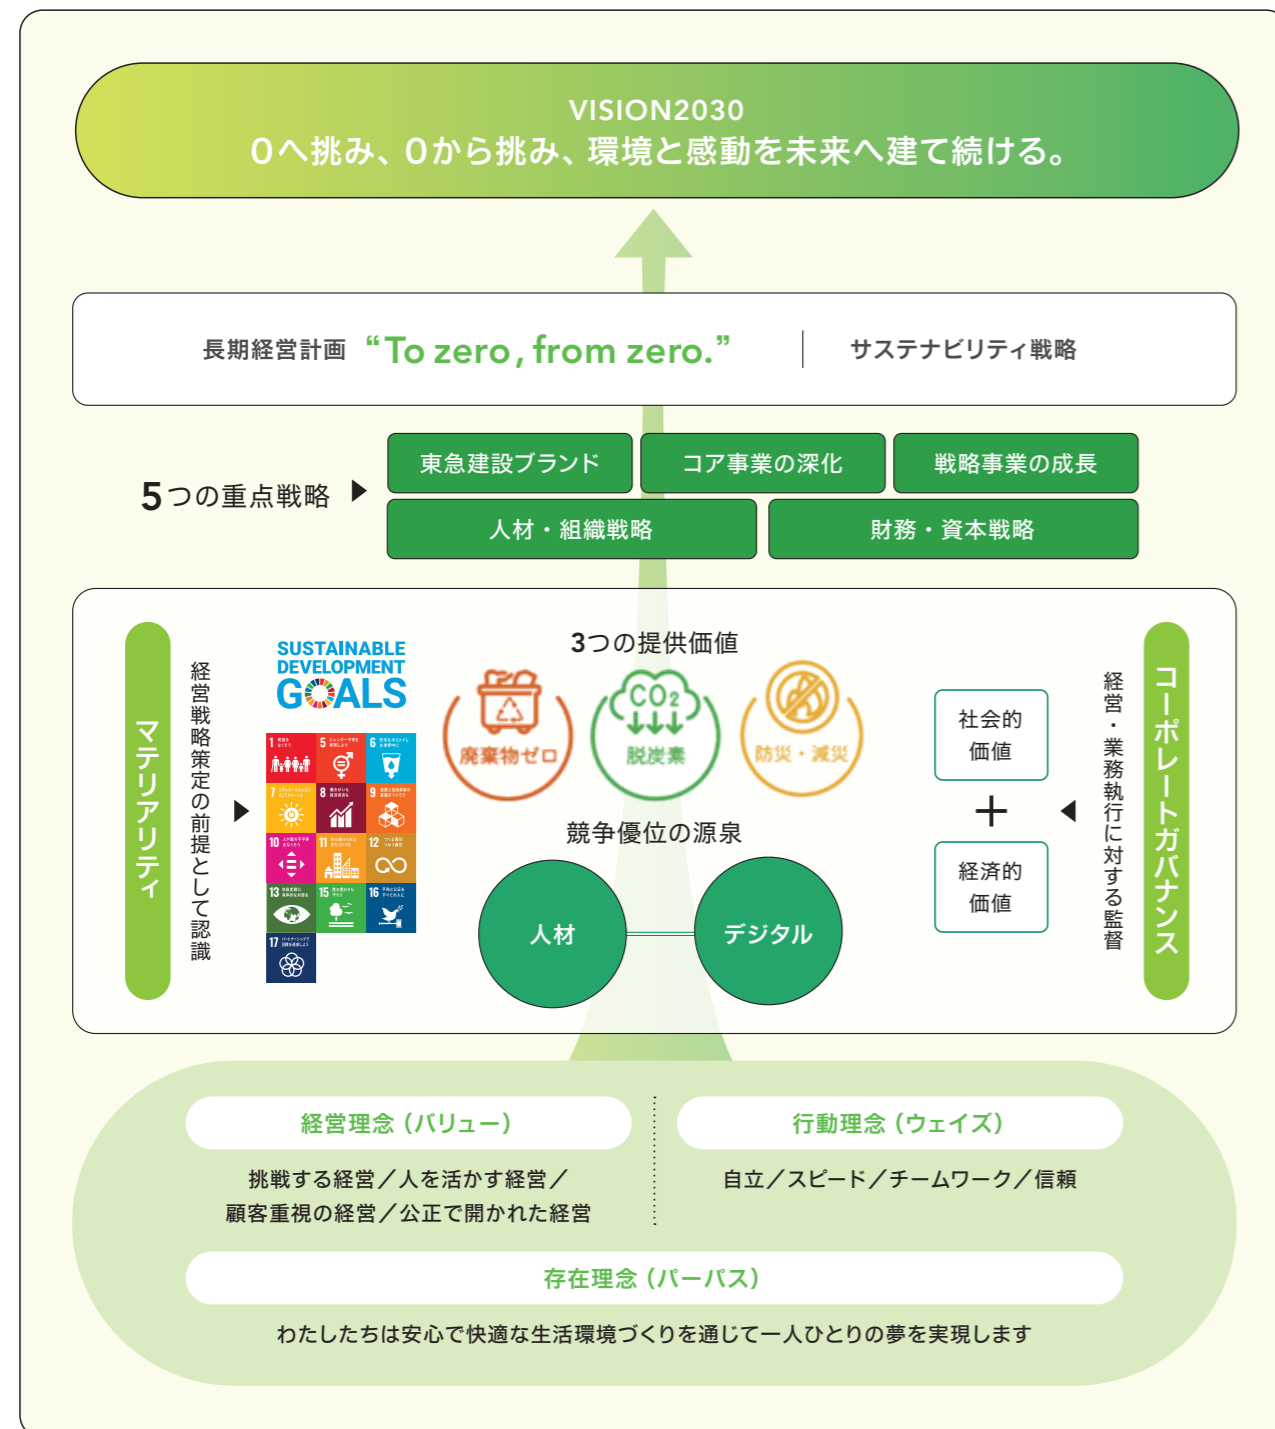 VISION2030
0へ挑み、0から挑み、環境と感動を未来へ建て続ける。
長期経営計画 “To zero, from zero.”
サステナビリティ戦略
5つの重点戦略
東急建設ブランド
コア事業の深化
戦略事業の成長
人材・組織戦略
財務・資本戦略
マテリアリティ
経営戦略策定の前提として認識
SUSTAINABLE
DEVELOPMENT
GOALS
1
5
6
7
8
9
10
11
12
13
15
16
17
3つの提供価値
廃棄物ゼロ
CO2
脱炭素
防災・減災
競争優位の源泉
人材
デジタル
社会的
価値
＋
経済的
価値
経営・業務執行に対する監督
コーポレートガバナンス
経営理念（バリュー）
挑戦する経営／人を活かす経営／
顧客重視の経営／公正で開かれた経営
行動理念（ウェイズ）
自立／スピード／チームワーク／信頼
存在理念（パーパス）
わたしたちは安心で快適な生活環境づくりを通じて一人ひとりの夢を実現します